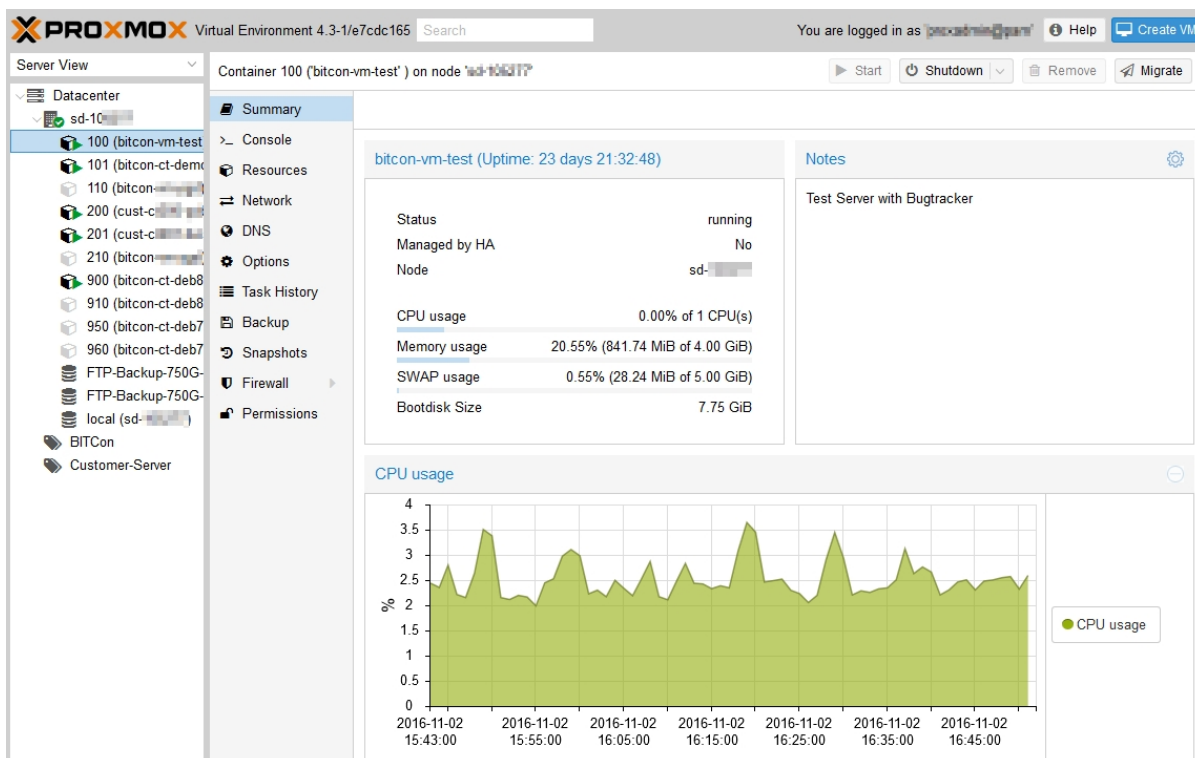 PROXMOX Virtual Environment 4.3-1/e7cdc165 Search You are logged in as Help Create VM
Server View
Container 100 ('bitcon-vm-test' ) on node Start Shutdown Remove Migrate
Datacenter
sd-10
100 (bitcon-vm-test
101 (bitcon-ct-demo
110 (bitcon-
200 (cust-c
201 (cust-c
210 (bitcon-
900 (bitcon-ct-deb8
910 (bitcon-ct-deb8
950 (bitcon-ct-deb7
960 (bitcon-ct-deb7
FTP-Backup-750G-
FTP-Backup-750G-
local (sd- )
BITCon
Customer-Server
Summary
>_ Console
Resources
Network
DNS
Options
Task History
Backup
Snapshots
Firewall
Permissions
bitcon-vm-test (Uptime: 23 days 21:32:48)
Status running
Managed by HA No
Node sd-
CPU usage 0.00% of 1 CPU(s)
Memory usage 20.55% (841.74 MiB of 4.00 GiB)
SWAP usage 0.55% (28.24 MiB of 5.00 GiB)
Bootdisk Size 7.75 GiB
Notes
Test Server with Bugtracker
CPU usage
4
3.5
3
2.5
2
1.5
1
0.5
0
%
2016-11-02 2016-11-02 2016-11-02 2016-11-02 2016-11-02 2016-11-02 2016-11-02
15:43:00 15:55:00 16:05:00 16:15:00 16:25:00 16:35:00 16:45:00
CPU usage